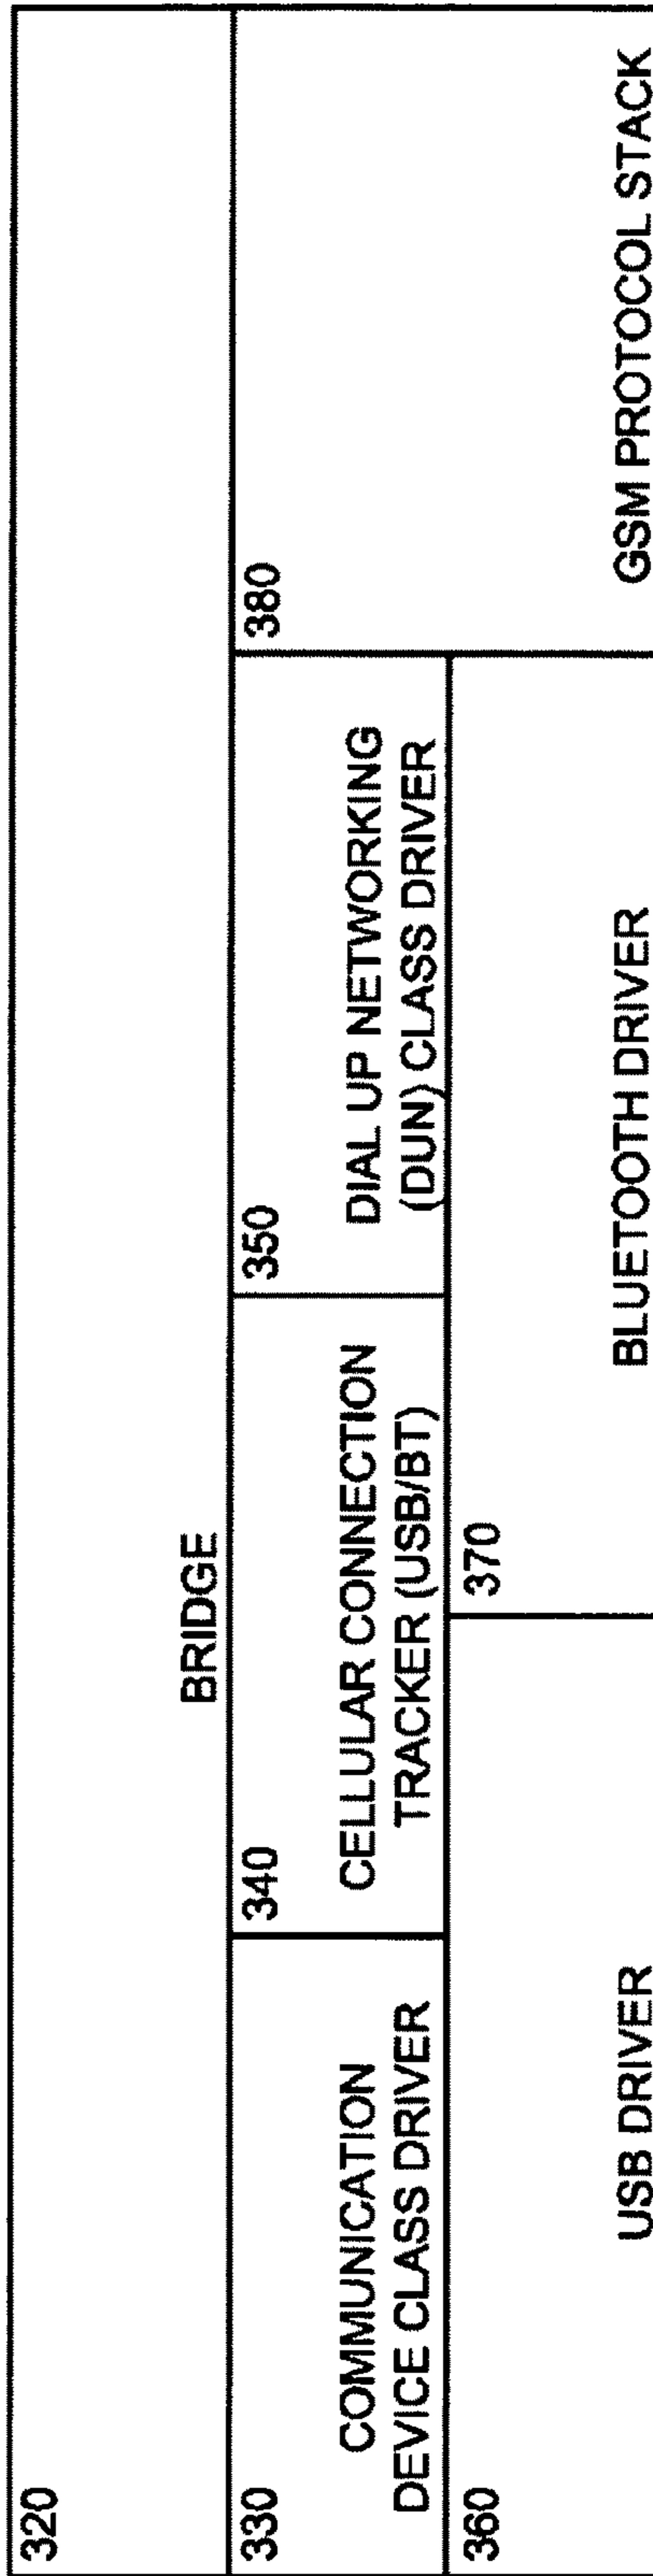 320
BRIDGE
330
COMMUNICATION
DEVICE CLASS DRIVER
340
CELLULAR CONNECTION
TRACKER (USB/BT)
350
DIAL UP NETWORKING
(DUN) CLASS DRIVER
380
GSM PROTOCOL STACK
360
USB DRIVER
370
BLUETOOTH DRIVER